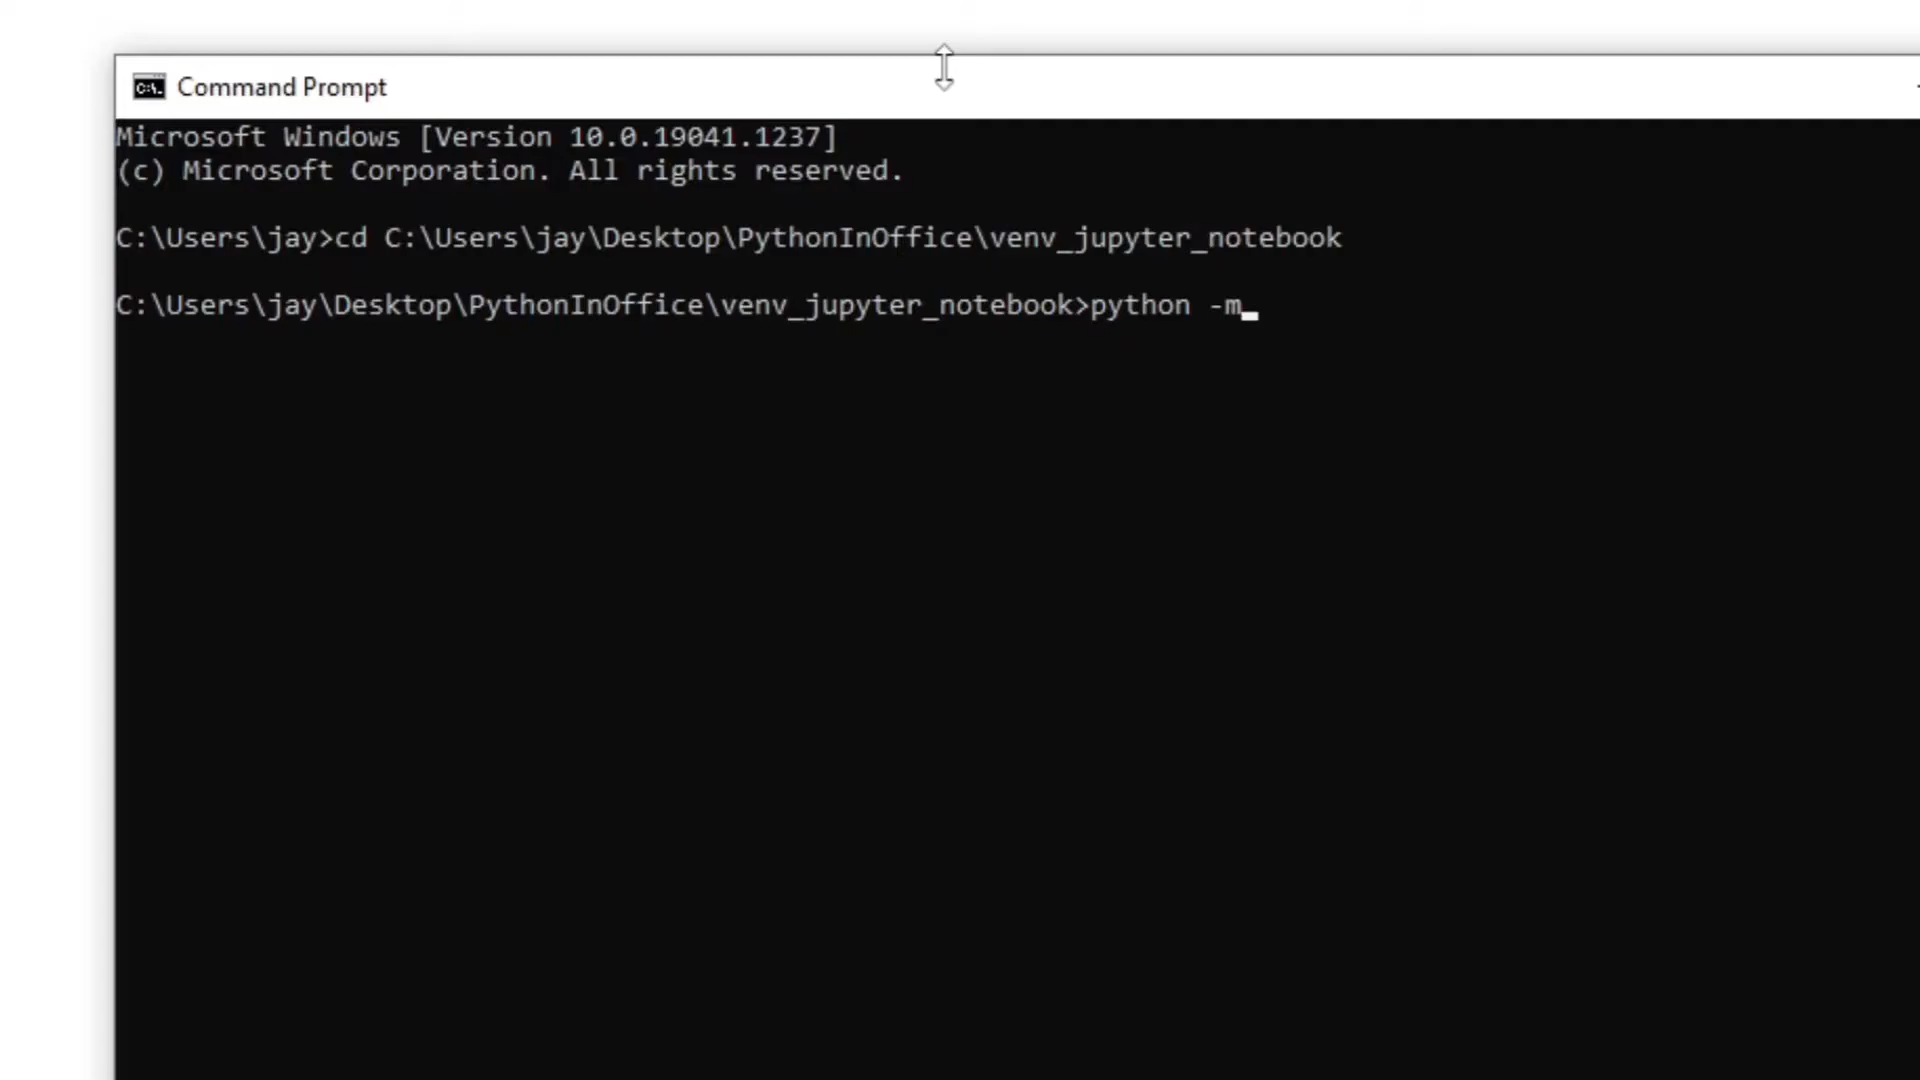 Command Prompt
Microsoft Windows [Version 10.0.19041.1237]
(c) Microsoft Corporation. All rights reserved.
C:\Users\jay>cd C:\Users\jay\Desktop\PythonInOffice\venv_jupyter_notebook
C:\Users\jay\Desktop\PythonInOffice\venv_jupyter_notebook>python -m